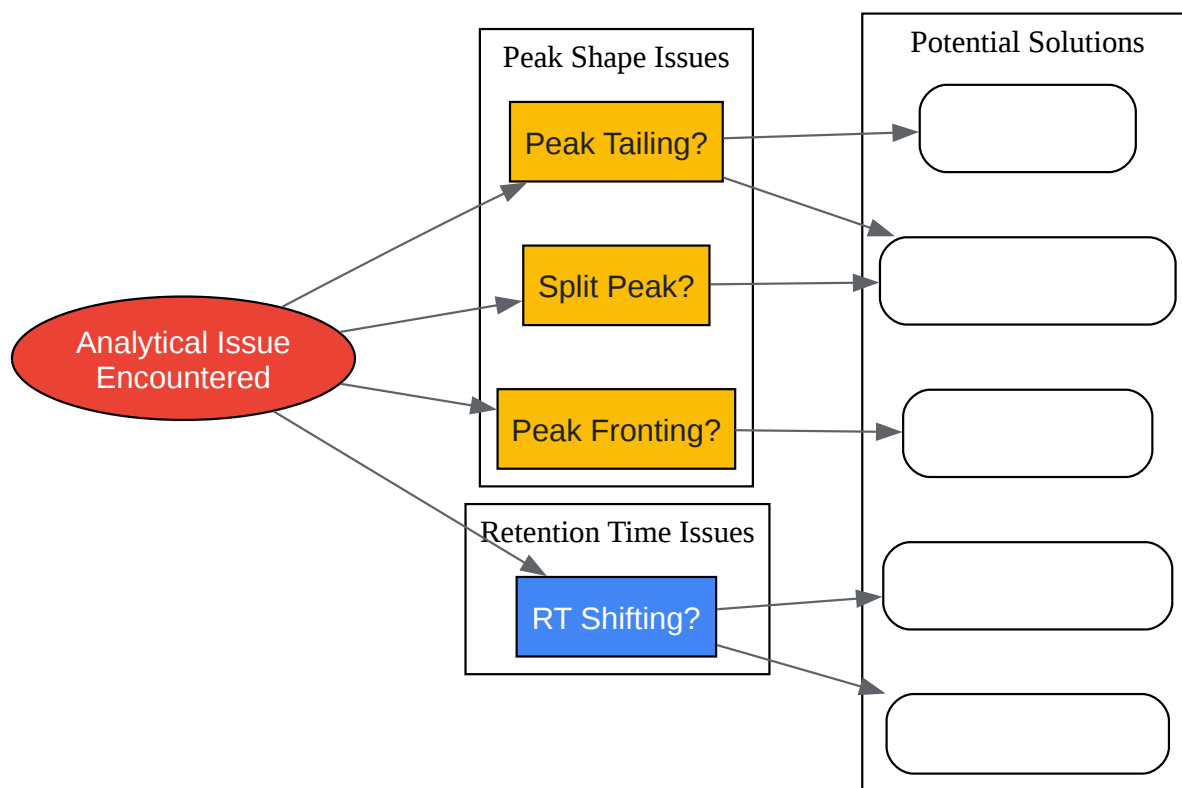 Peak Shape Issues
Potential Solutions
Peak Tailing?
Split Peak?
Analytical Issue
Encountered
Peak Fronting?
Retention Time Issues
RT Shifting?